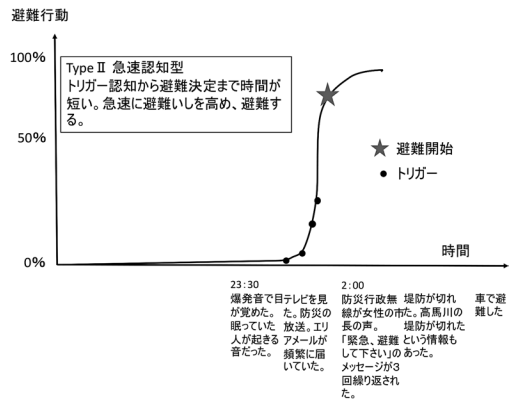 避難行動
100%
50%
0%
Type Ⅱ 急速認知型
トリガー認知から避難決定まで時間が
短い。急速に避難いしを高め、避難す
る。
避難開始
トリガー
時間
23:30
爆発音で目
が覚めた。
眠っていた
人が起きる
音だった。
テレビを見
た。防災の
放送。エリ
アメールが
頻繁に届
いていた。
2:00
防災行政無
線が女性の市
長の声。
「緊急、避難
して下さい」の
メッセージが3
回繰り返され
た。
堤防が切れ
た。高馬川の
堤防が切れた
という情報も
あった。
車で避
難した